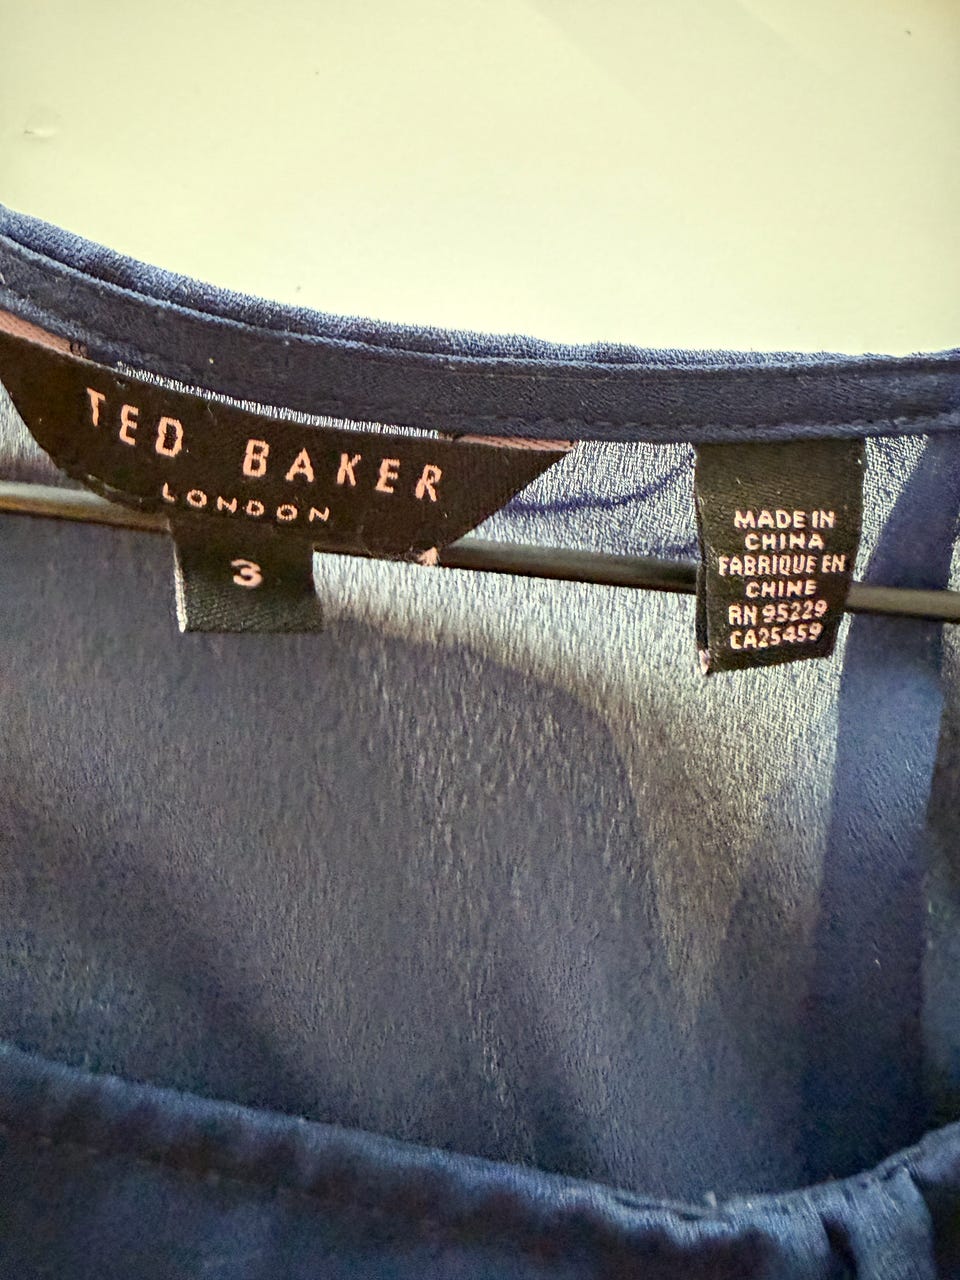 TED BAKER
LONDON
3
MADE IN
CHINA
FABRIQUE EN
CHINE
RN 95229
CA25459